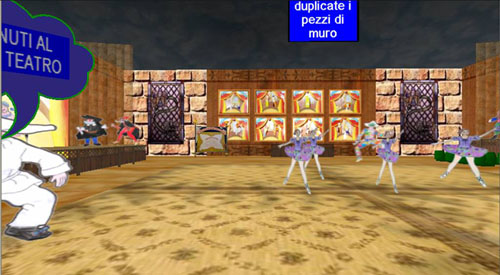 NUTI AL
TEATRO
duplicate i
pezzi di
muro